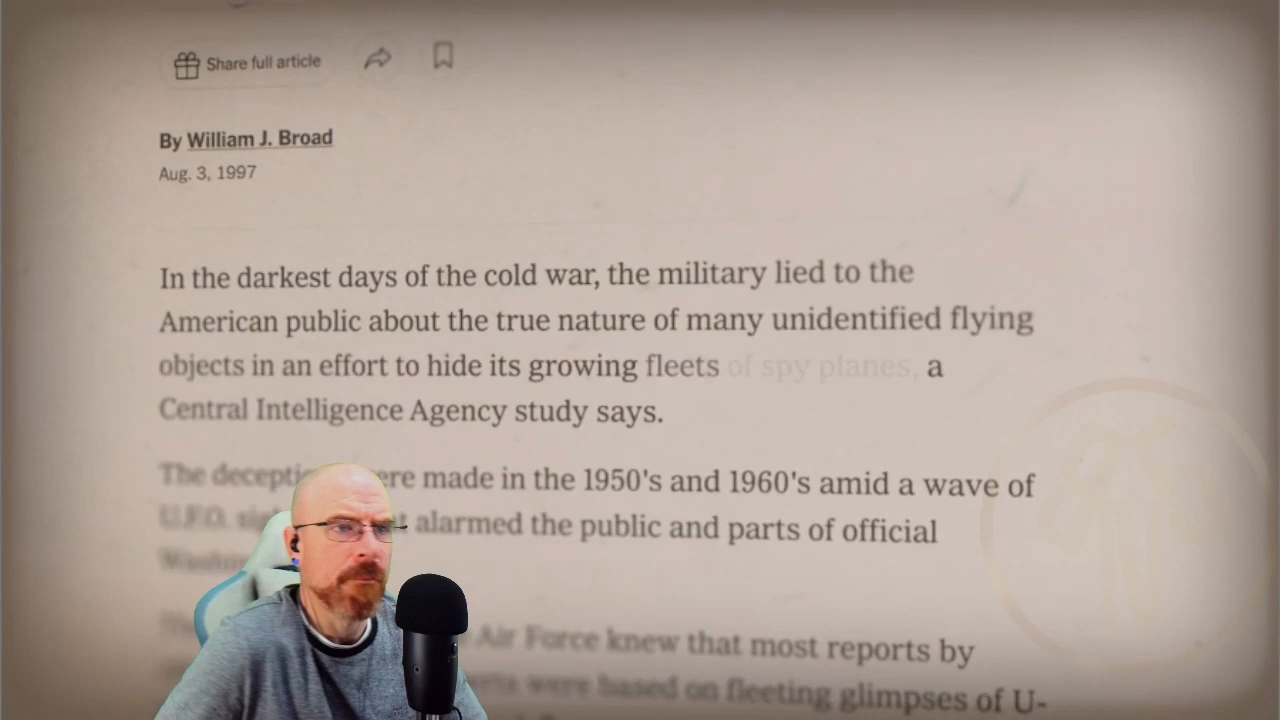 Share full article
By William J. Broad
Aug. 3, 1997
In the darkest days of the cold war, the military lied to the
American public about the true nature of many unidentified flying
objects in an effort to hide its growing fleets of spy planes, a
Central Intelligence Agency study says.
The ere made in the 1950's and 1960's amid a wave of
U.F.O. alarmed the public and parts of official
Air Force knew that most reports by
were based on fleeting glimpses of U-